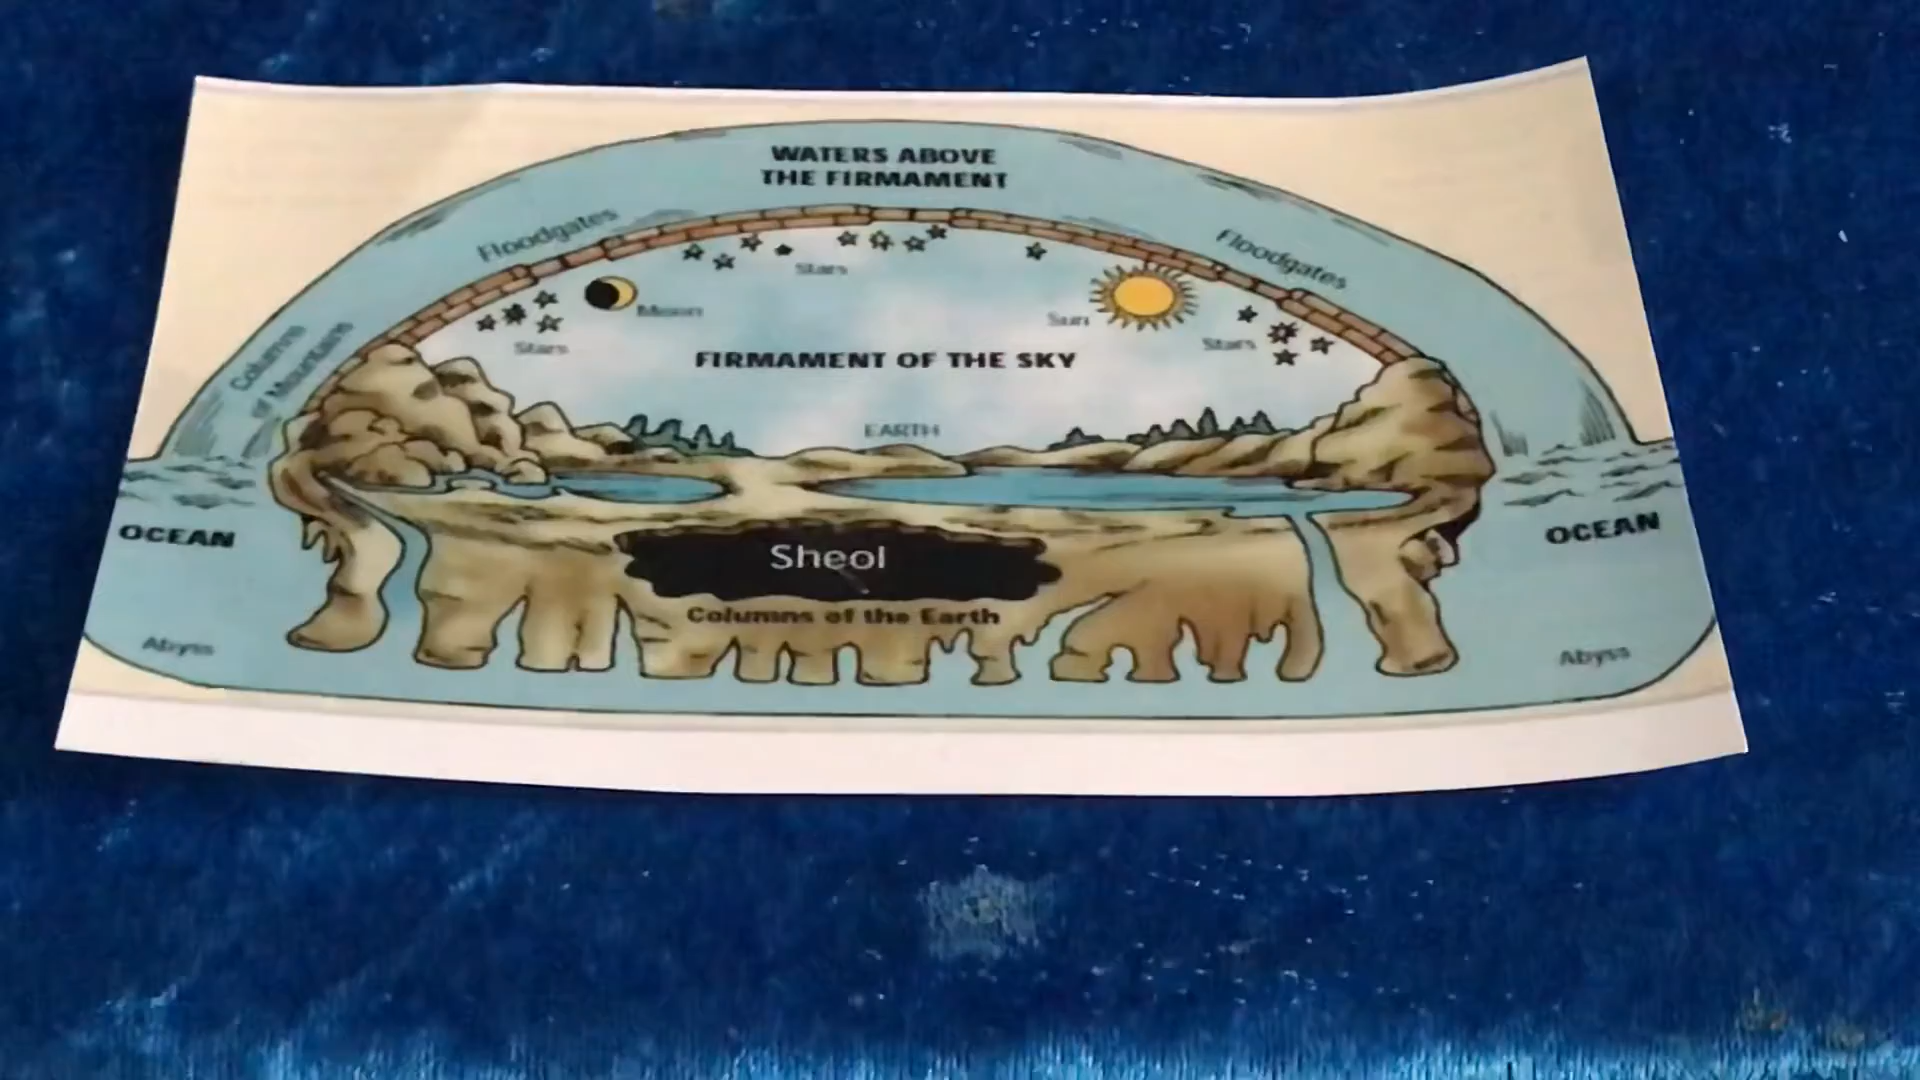 WATERS ABOVE
THE FIRMAMENT
Floodgates
Floodgates
Columns
of Mountains
Stars
Moon
Sun
Stars
Stars
FIRMAMENT OF THE SKY
EARTH
OCEAN
OCEAN
Sheol
Columns of the Earth
Abyss
Abyss